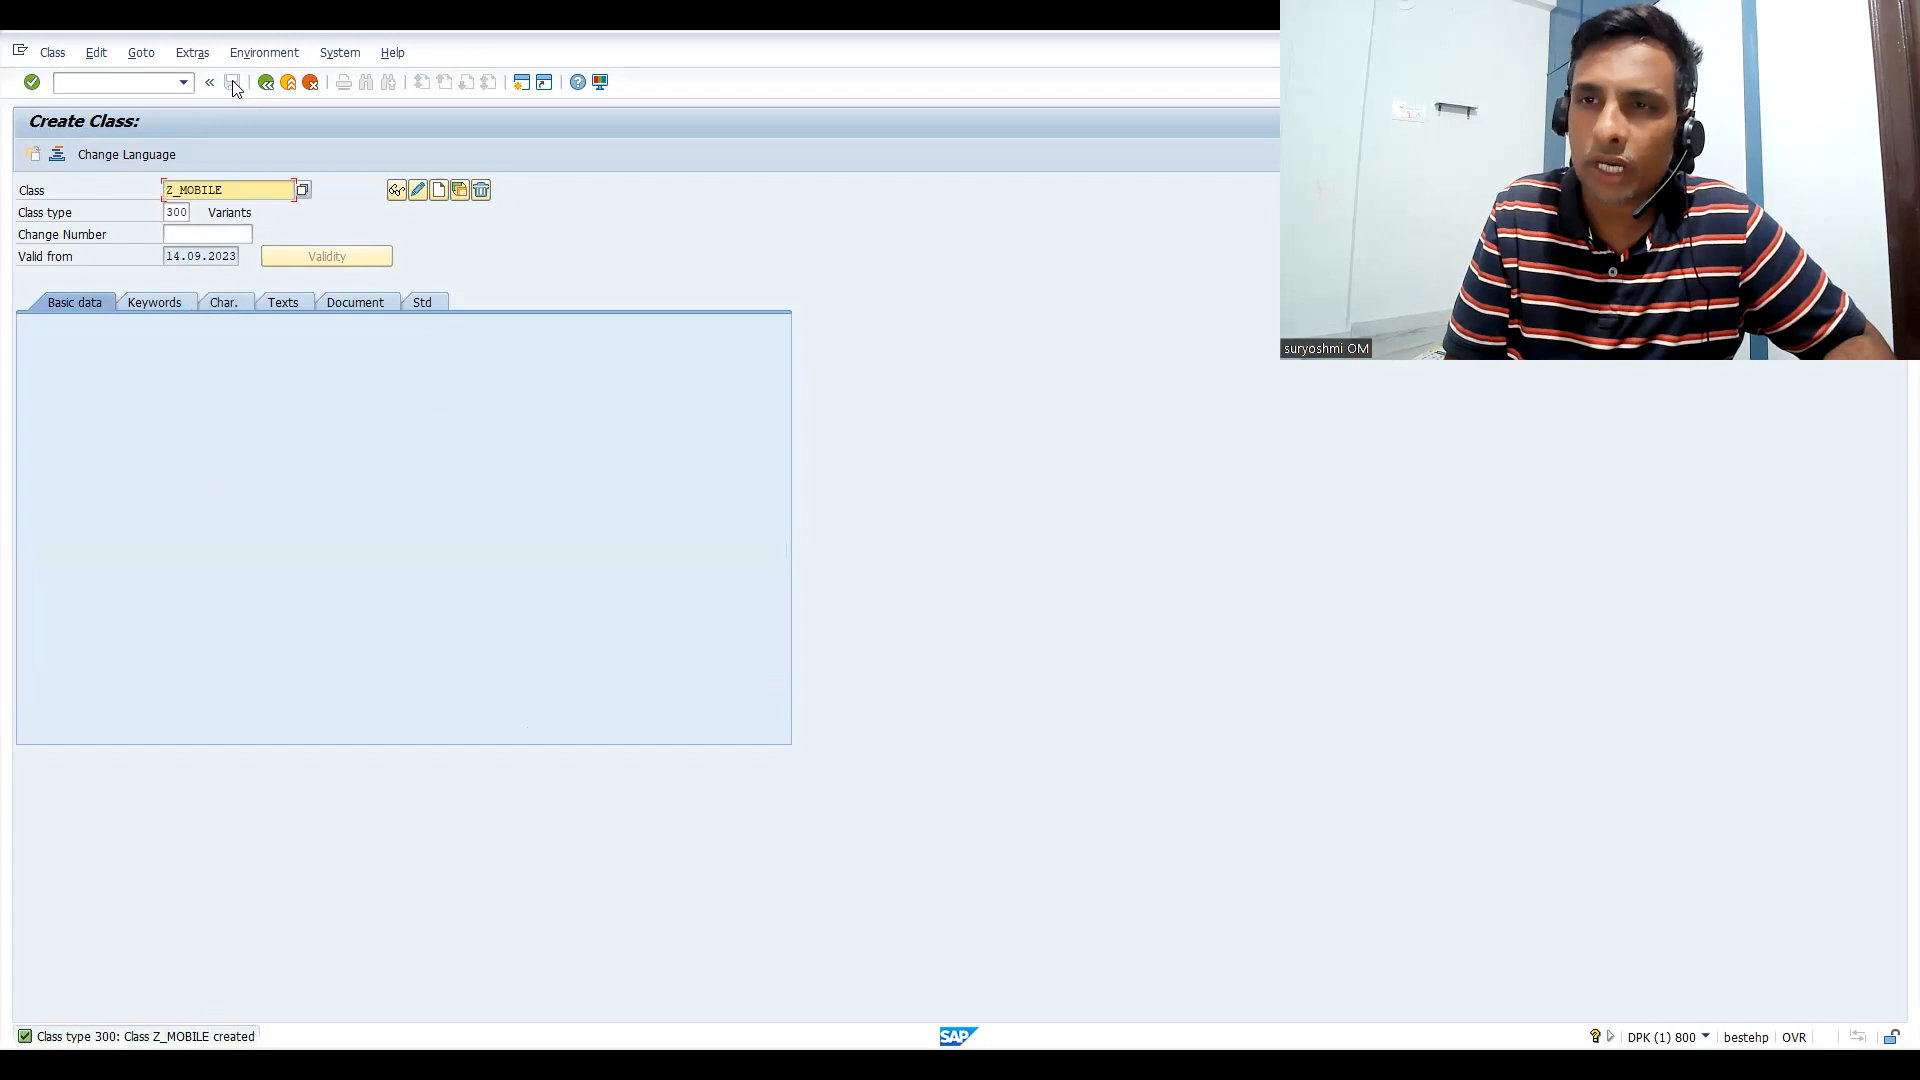 Class Edit Goto Extras Environment System Help
Create Class:
Change Language
Class Z_MOBILE
Class type 300 Variants
Change Number
Valid from 14.09.2023 Validity
Basic data Keywords Char. Texts Document Std
suryoshmi OM
Class type 300: Class Z_MOBILE created
SAP
DPK (1) 800 bestehp OVR